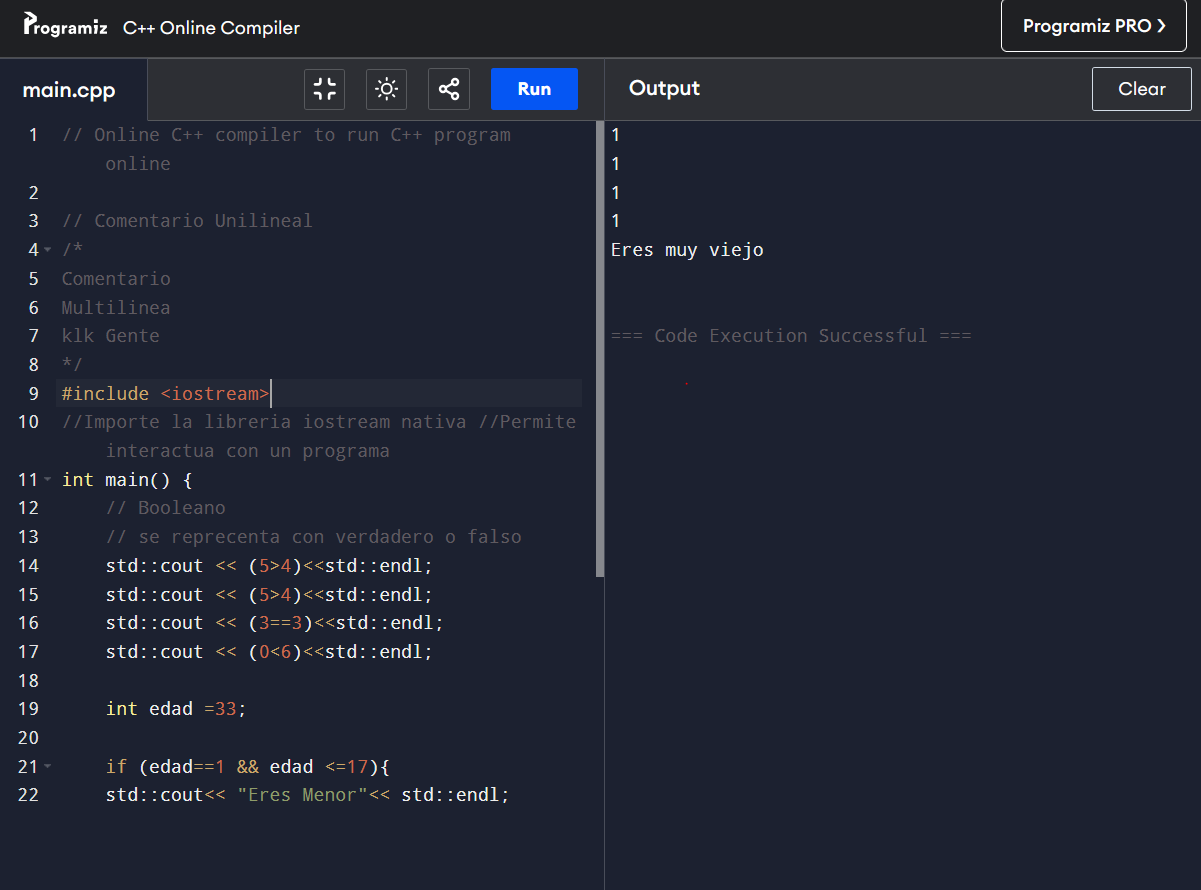 Programiz C++ Online Compiler
Programiz PRO
main.cpp
Run
Output
Clear
1 // Online C++ compiler to run C++ program
online
2
3 // Comentario Unilineal
4 /*
5 Comentario
6 Multilinea
7 klk Gente
8 */
9 #include <iostream>
10 //Importe la libreria iostream nativa //Permite
interactua con un programa
11 int main() {
12 // Booleano
13 // se reprecenta con verdadero o falso
14 std::cout << (5>4)<<std::endl;
15 std::cout << (5>4)<<std::endl;
16 std::cout << (3==3)<<std::endl;
17 std::cout << (0<6)<<std::endl;
18
19 int edad =33;
20
21 if (edad==1 && edad <=17){
22 std::cout<< "Eres Menor"<< std::endl;
1
1
1
1
Eres muy viejo
=== Code Execution Successful ===